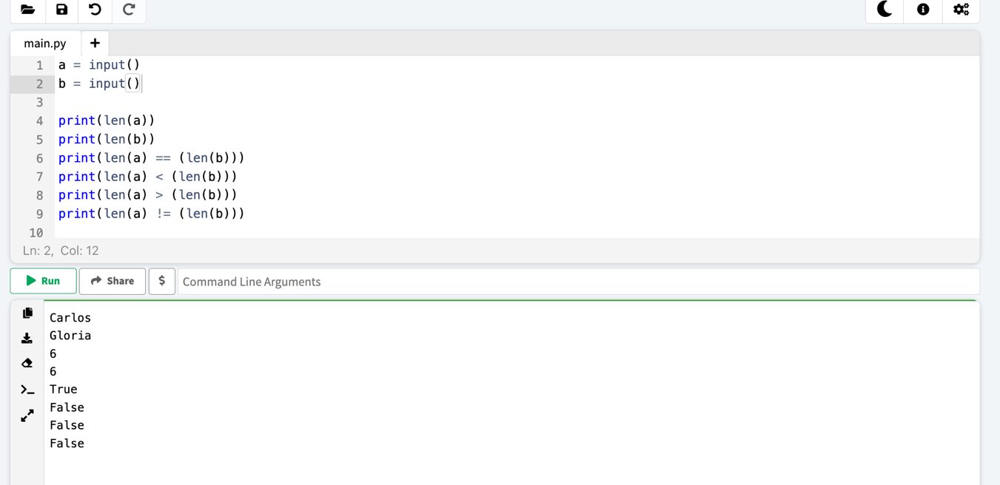 main.py +
1 a = input()
2 b = input()
3
4 print(len(a))
5 print(len(b))
6 print(len(a) == (len(b)))
7 print(len(a) < (len(b)))
8 print(len(a) > (len(b)))
9 print(len(a) != (len(b)))
10
Ln: 2, Col: 12
Run Share $ Command Line Arguments
Carlos
Gloria
6
6
True
False
False
False